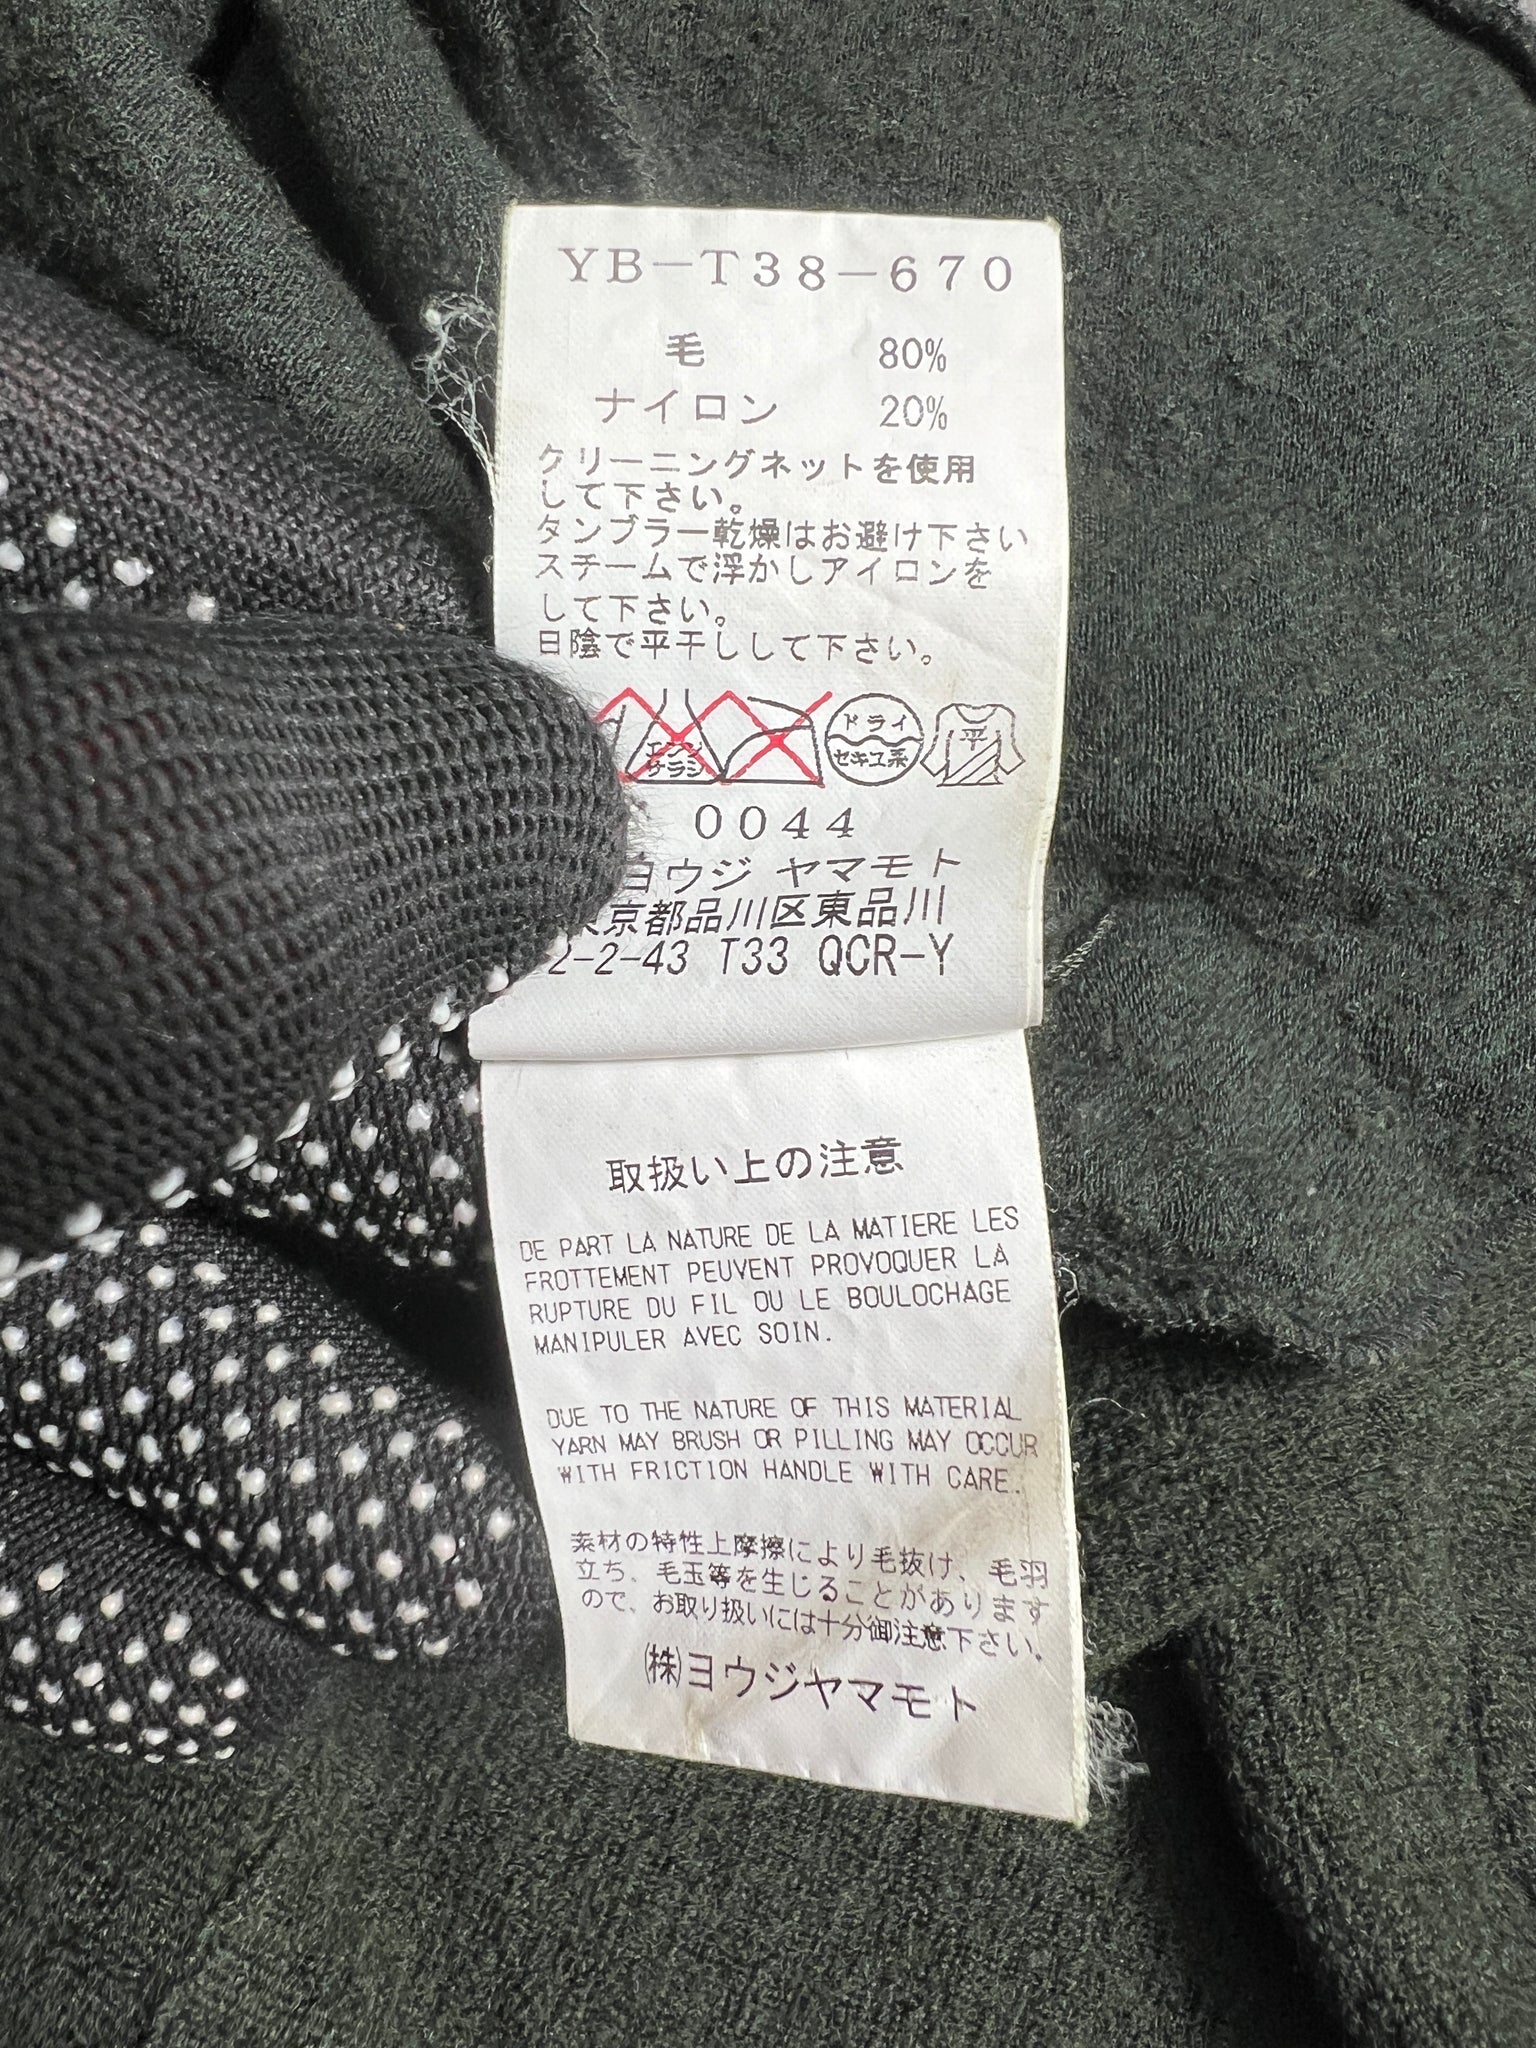 YB-T38-670
毛 80%
ナイロン 20%
クリーニングネットを使用
して下さい。
タンブラー乾燥はお避け下さい
スチームで浮かしアイロンを
して下さい。
日陰で平干しして下さい。
エンソ
サラシ
ドライ
セキユ系
平
0044
ヨウジ ヤマモト
京都品川区東品川
2-2-43 T33 QCR-Y
取扱い上の注意
DE PART LA NATURE DE LA MATIERE LES
FROTTEMENT PEUVENT PROVOQUER LA
RUPTURE DU FIL OU LE BOULOCHAGE
MANIPULER AVEC SOIN.
DUE TO THE NATURE OF THIS MATERIAL
YARN MAY BRUSH OR PILLING MAY OCCUR
WITH FRICTION HANDLE WITH CARE.
素材の特性上摩擦により毛抜け、毛羽
立ち、毛玉等を生じることがあります
ので、お取り扱いには十分御注意下さい。
(株)ヨウジヤマモト